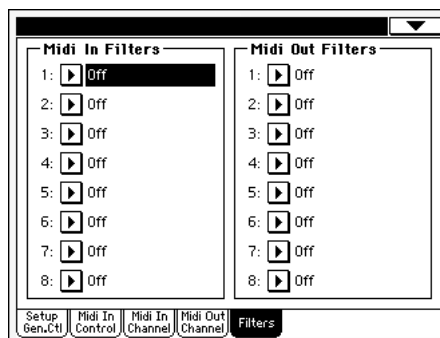 Midi In Filters
1: Off
2: Off
3: Off
4: Off
5: Off
6: Off
7: Off
8: Off
Midi Out Filters
1: Off
2: Off
3: Off
4: Off
5: Off
6: Off
7: Off
8: Off
Setup Gen.Ctl
Midi In Control
Midi In Channel
Midi Out Channel
Filters